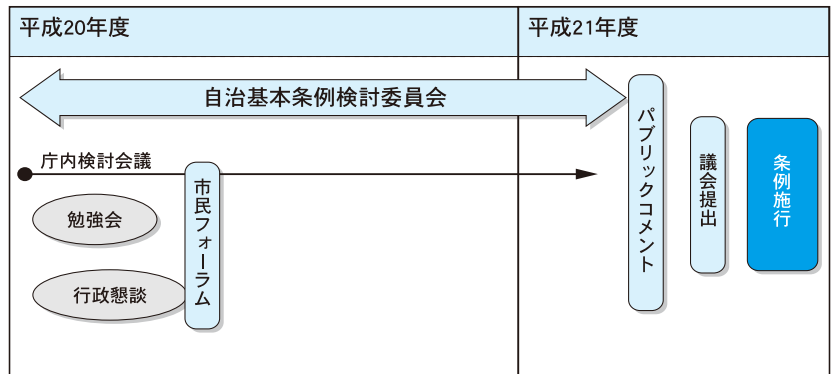 平成20年度
平成21年度
自治基本条例検討委員会
庁内検討会議
勉強会
行政懇談
市民フォーラム
パブリックコメント
議会提出
条例施行